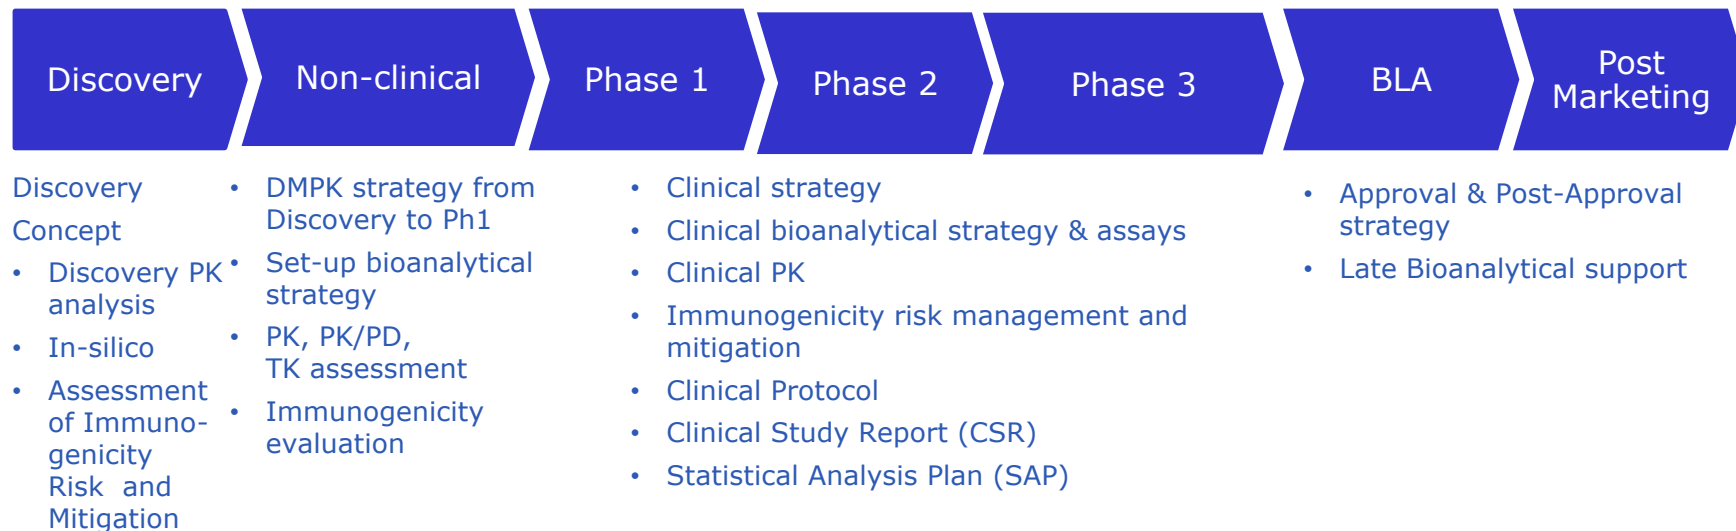 Discovery
Non-clinical
Phase 1
Phase 2
Phase 3
BLA
Post
Marketing
Discovery
Concept
• Discovery PK
analysis
• In-silico
• Assessment
of Immuno-
genicity
Risk and
Mitigation
• DMPK strategy from
Discovery to Ph1
• Set-up bioanalytical
strategy
• PK, PK/PD,
TK assessment
• Immunogenicity
evaluation
• Clinical strategy
• Clinical bioanalytical strategy & assays
• Clinical PK
• Immunogenicity risk management and
mitigation
• Clinical Protocol
• Clinical Study Report (CSR)
• Statistical Analysis Plan (SAP)
• Approval & Post-Approval
strategy
• Late Bioanalytical support